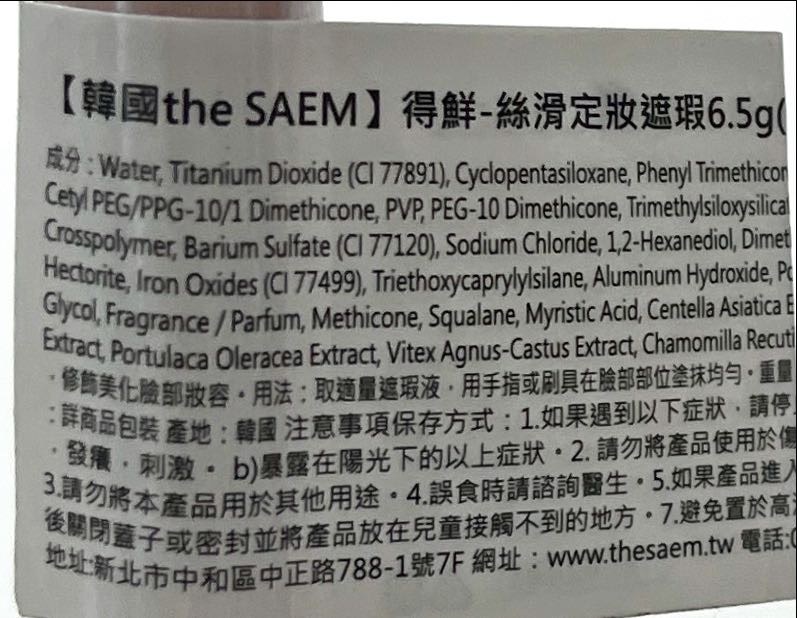 【韓國the SAEM】得鮮-絲滑定妝遮瑕6.5g(
成分:Water, Titanium Dioxide (CI 77891), Cyclopentasiloxane, Phenyl
Cetyl PEG/PPG-10/1 Dimethicone, PVP, PEG-10 Dimethicone,
Crosspolymer, Barium Sulfate (CI 77120), Sodium Chloride, 1,2-Hexanediol,
Hectorite, Iron Oxides (CI 77499), Triethoxycaprylylsilane, Aluminum Hydroxide,
Glycol, Fragrance / Parfum, Methicone, Squalane, Myristic Acid, Centella Asiatica
Extract, Portulaca Oleracea Extract, Vitex Agnus-Castus Extract, Chamomilla
,修飾美化臉部妝容。用法:取適量遮瑕液,用手指或刷具在臉部部位塗抹均勻。重量
:詳商品包裝 產地:韓國 注意事項保存方式:1.如果遇到以下症狀,請停
,發癢,刺激。 b)暴露在陽光下的以上症狀。2. 請勿將產品使用於傷
3.請勿將本產品用於其他用途。4.誤食時請諮詢醫生。5.如果產品進入
後關閉蓋子或密封並將產品放在兒童接觸不到的地方。7.避免置於高
地址:新北市中和區中正路788-1號7F 網址:www.thesaem.tw 電話: